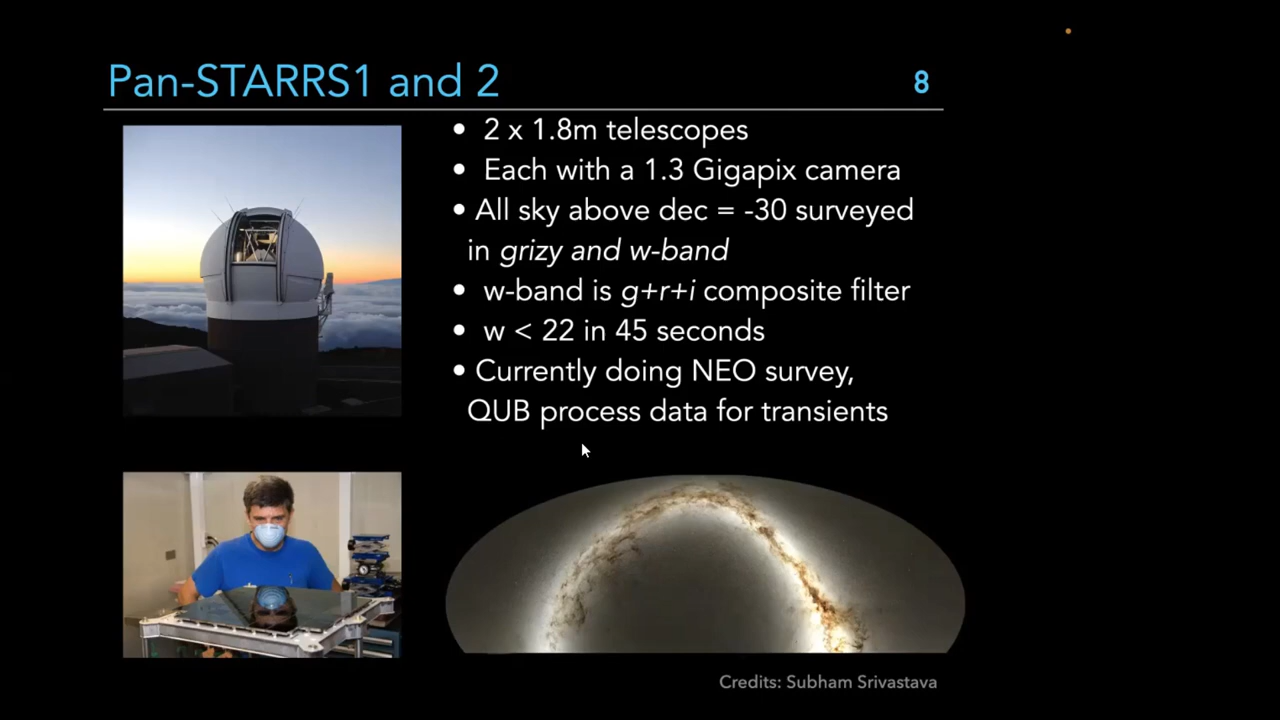 Pan-STARRS1 and 2
8
• 2 x 1.8m telescopes
• Each with a 1.3 Gigapix camera
• All sky above dec = -30 surveyed
in grizy and w-band
• w-band is g+r+i composite filter
• w < 22 in 45 seconds
• Currently doing NEO survey,
QUB process data for transients
Credits: Subham Srivastava